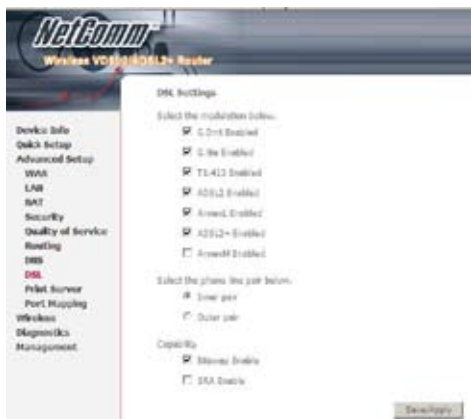 NetComm
Wireless VDSL2/ADSL2+ Router
DSL Settings
Select the modulation below.
G.Dmt Enabled
G.lite Enabled
T1.413 Enabled
ADSL2 Enabled
AnnexL Enabled
ADSL2+ Enabled
AnnexM Enabled
Select the phone line pair below.
Inner pair
Outer pair
Capability
Bitswap Enable
SRA Enable
Save/Apply
Device Info
Quick Setup
Advanced Setup
WAN
LAN
NAT
Security
Quality of Service
Routing
DNS
DSL
Print Server
Port Mapping
Wireless
Diagnostics
Management